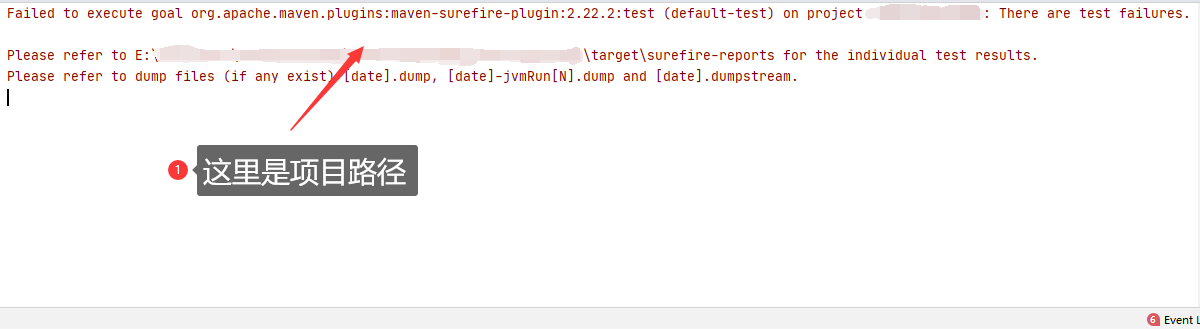 Failed to execute goal org.apache.maven.plugins:maven-surefire-plugin:2.22.2:test (default-test) on project : There are test failures.
Please refer to E:\ \target\surefire-reports for the individual test results.
Please refer to dump files (if any exist) [date].dump, [date]-jvmRun[N].dump and [date].dumpstream.
1 这里是项目路径
6 Event L